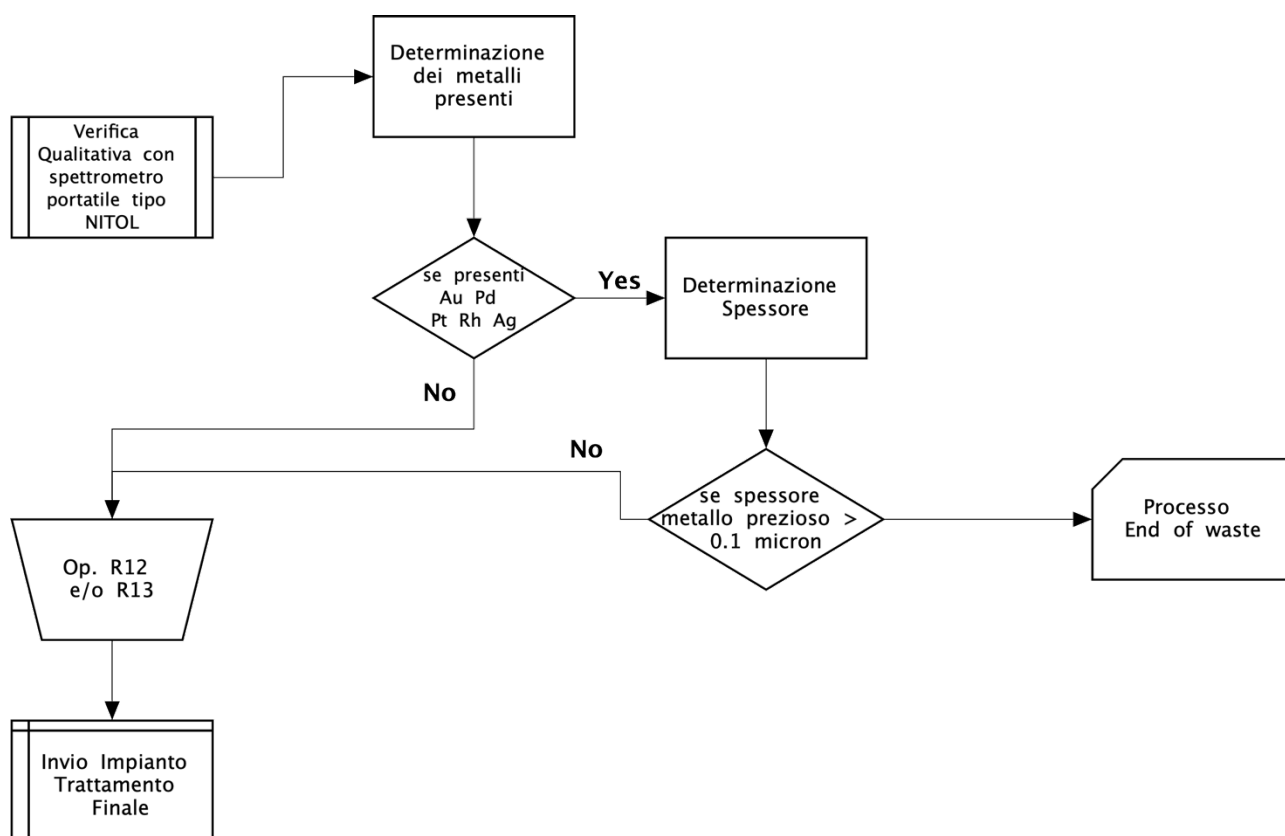 Determinazione
dei metalli
presenti
Verifica
Qualitativa con
spettrometro
portatile tipo
NITOL
se presenti
Au Pd
Pt Rh Ag
Yes
Determinazione
Spessore
No
No
se spessore
metallo prezioso >
0.1 micron
Processo
End of waste
Op. R12
e/o R13
Invio Impianto
Trattamento
Finale